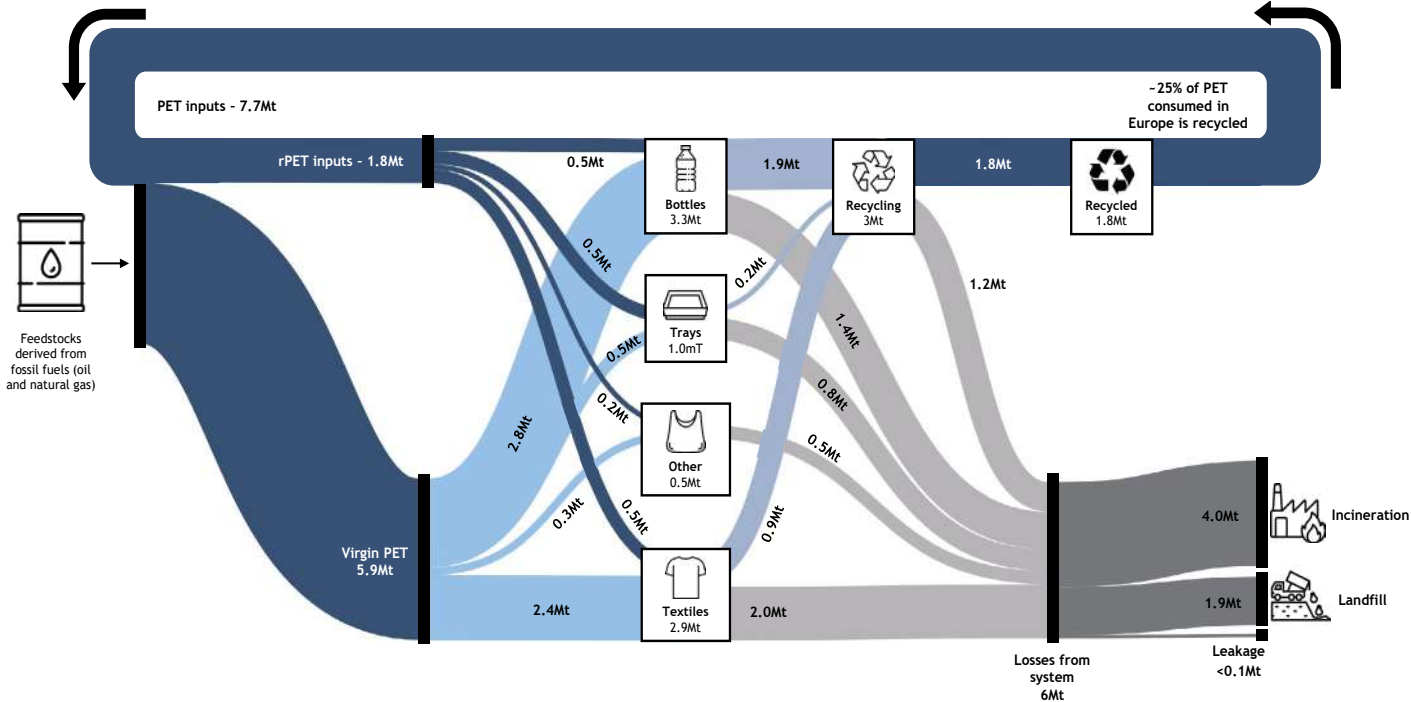 PET inputs – 7.7Mt
~25% of PET
consumed in
Europe is recycled
rPET inputs – 1.8Mt
0.5Mt
1.9Mt
1.8Mt
Bottles
3.3Mt
Recycling
3Mt
Recycled
1.8Mt
0.5Mt
0.2Mt
1.2Mt
Feedstocks
derived from
fossil fuels (oil
and natural gas)
Trays
1.0mT
0.5Mt
1.4Mt
0.8Mt
0.2Mt
2.8Mt
Other
0.5Mt
0.5Mt
0.3Mt
0.5Mt
0.9Mt
Virgin PET
5.9Mt
2.4Mt
Textiles
2.9Mt
2.0Mt
4.0Mt
Incineration
1.9Mt
Landfill
Losses from
system
6Mt
Leakage
<0.1Mt